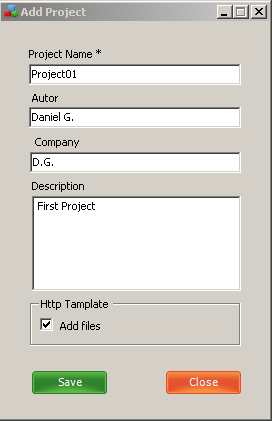 Add Project
Project Name *
Project01
Autor
Daniel G.
Company
D.G.
Description
First Project
Http Tamplate
Add files
Save Close